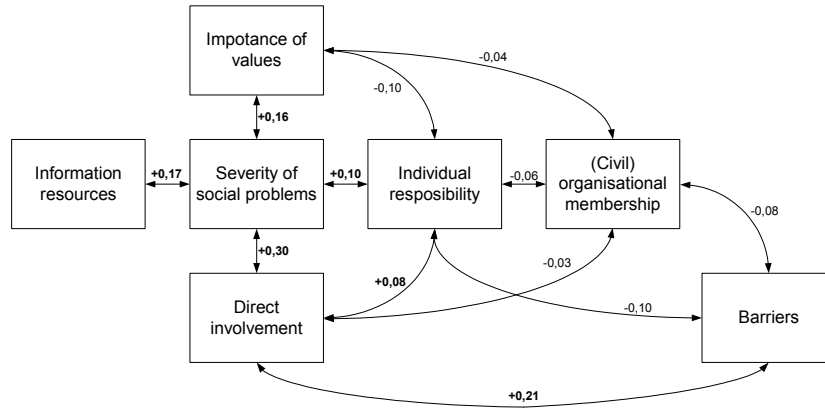 Impotance of
values
-0,04
-0,10
+0,16
Information
resources
+0,17
Severity of
social problems
+0,10
Individual
resposibility
-0,06
(Civil)
organisational
membership
-0,08
+0,30
-0,03
+0,08
Direct
involvement
-0,10
Barriers
+0,21